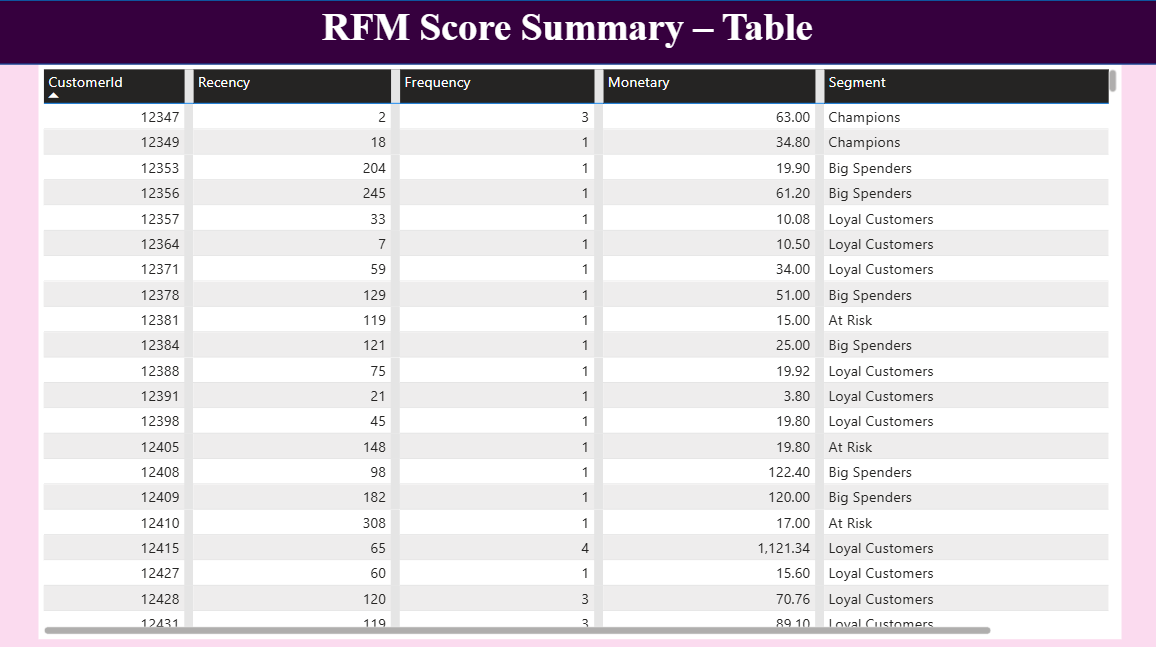 RFM Score Summary – Table
CustomerId Recency Frequency Monetary Segment
12347 2 3 63.00 Champions
12349 18 1 34.80 Champions
12353 204 1 19.90 Big Spenders
12356 245 1 61.20 Big Spenders
12357 33 1 10.08 Loyal Customers
12364 7 1 10.50 Loyal Customers
12371 59 1 34.00 Loyal Customers
12378 129 1 51.00 Big Spenders
12381 119 1 15.00 At Risk
12384 121 1 25.00 Big Spenders
12388 75 1 19.92 Loyal Customers
12391 21 1 3.80 Loyal Customers
12398 45 1 19.80 Loyal Customers
12405 148 1 19.80 At Risk
12408 98 1 122.40 Big Spenders
12409 182 1 120.00 Big Spenders
12410 308 1 17.00 At Risk
12415 65 4 1,121.34 Loyal Customers
12427 60 1 15.60 Loyal Customers
12428 120 3 70.76 Loyal Customers
12431 119 3 89.10 Loyal Customers